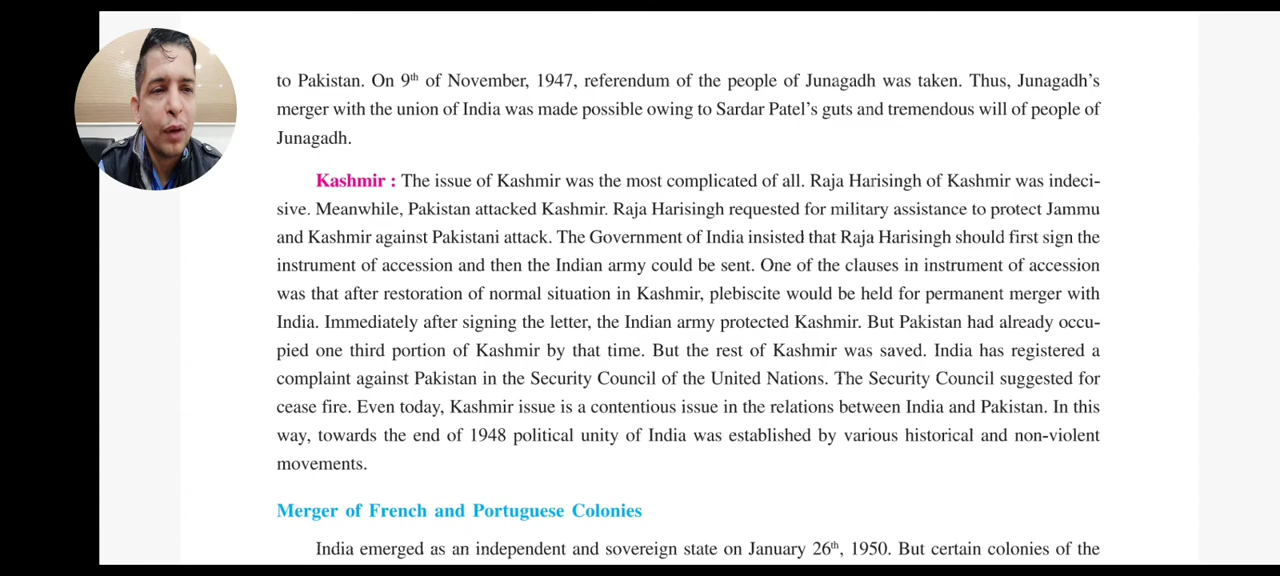 to Pakistan. On 9th of November, 1947, referendum of the people of Junagadh was taken. Thus, Junagadh's
merger with the union of India was made possible owing to Sardar Patel's guts and tremendous will of people of
Junagadh.
Kashmir : The issue of Kashmir was the most complicated of all. Raja Harisingh of Kashmir was indeci-
sive. Meanwhile, Pakistan attacked Kashmir. Raja Harisingh requested for military assistance to protect Jammu
and Kashmir against Pakistani attack. The Government of India insisted that Raja Harisingh should first sign the
instrument of accession and then the Indian army could be sent. One of the clauses in instrument of accession
was that after restoration of normal situation in Kashmir, plebiscite would be held for permanent merger with
India. Immediately after signing the letter, the Indian army protected Kashmir. But Pakistan had already occu-
pied one third portion of Kashmir by that time. But the rest of Kashmir was saved. India has registered a
complaint against Pakistan in the Security Council of the United Nations. The Security Council suggested for
cease fire. Even today, Kashmir issue is a contentious issue in the relations between India and Pakistan. In this
way, towards the end of 1948 political unity of India was established by various historical and non-violent
movements.
Merger of French and Portuguese Colonies
India emerged as an independent and sovereign state on January 26th, 1950. But certain colonies of the